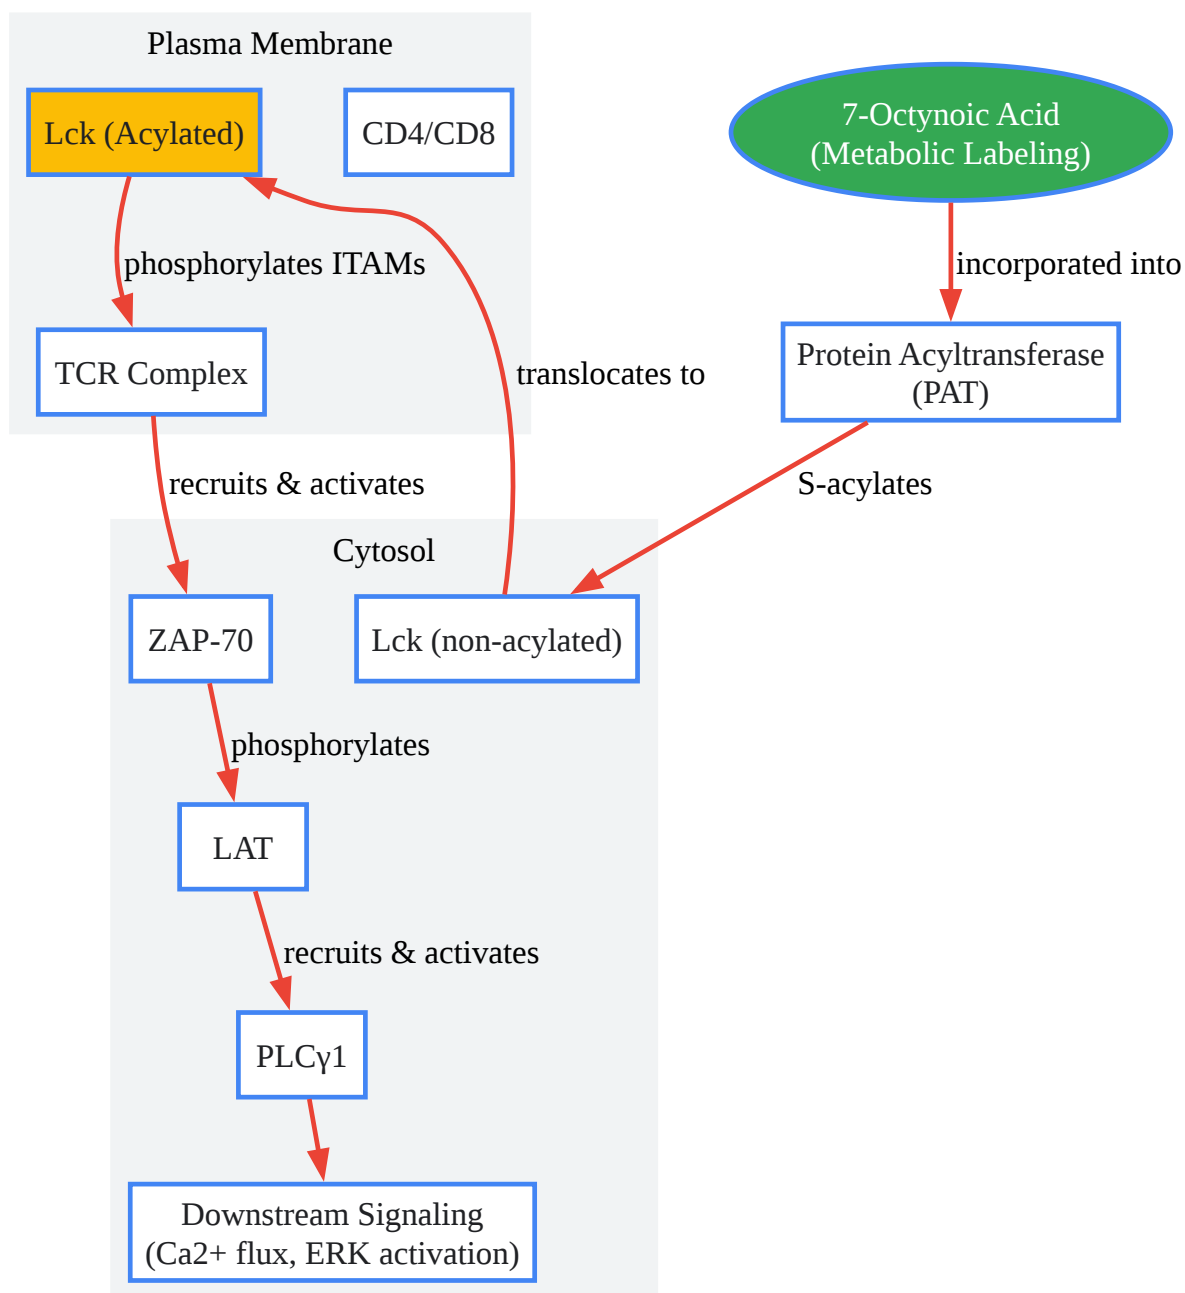 Plasma Membrane
Lck (Acylated)
CD4/CD8
7-Octynoic Acid
(Metabolic Labeling)
phosphorylates ITAMs
incorporated into
TCR Complex
translocates to
Protein Acyltransferase
(PAT)
recruits & activates
S-acylates
Cytosol
ZAP-70
Lck (non-acylated)
phosphorylates
LAT
recruits & activates
PLCγ1
Downstream Signaling
(Ca2+ flux, ERK activation)